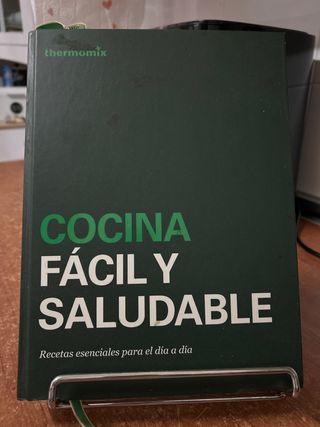 thermomix
COCINA
FÁCIL Y
SALUDABLE
Recetas esenciales para el día a día